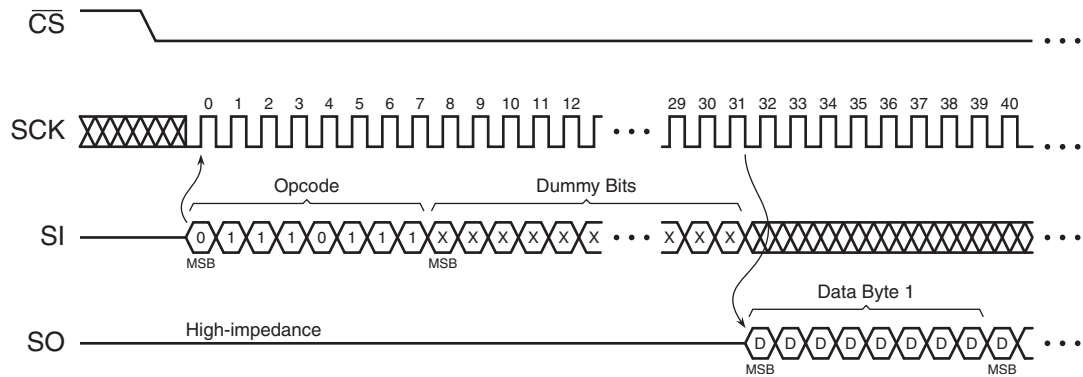 CS
0 1 2 3 4 5 6 7 8 9 10 11 12 29 30 31 32 33 34 35 36 37 38 39 40
SCK
Opcode Dummy Bits
SI 0 1 1 1 0 1 1 1 X X X X X X X X X
MSB MSB
Data Byte 1
High-impedance
SO D D D D D D D D D
MSB MSB